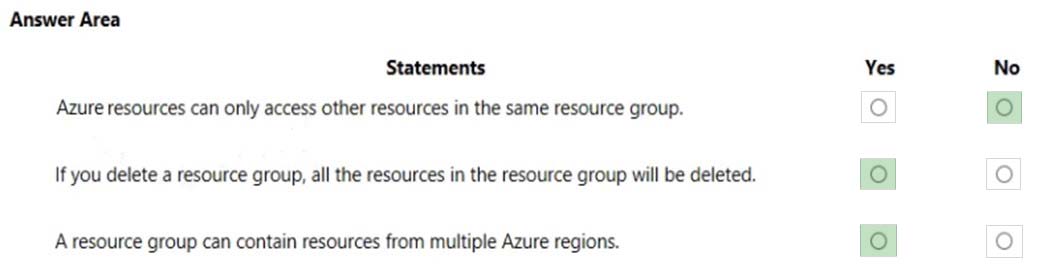 Answer Area
Statements Yes No
Azure resources can only access other resources in the same resource group.
If you delete a resource group, all the resources in the resource group will be deleted.
A resource group can contain resources from multiple Azure regions.